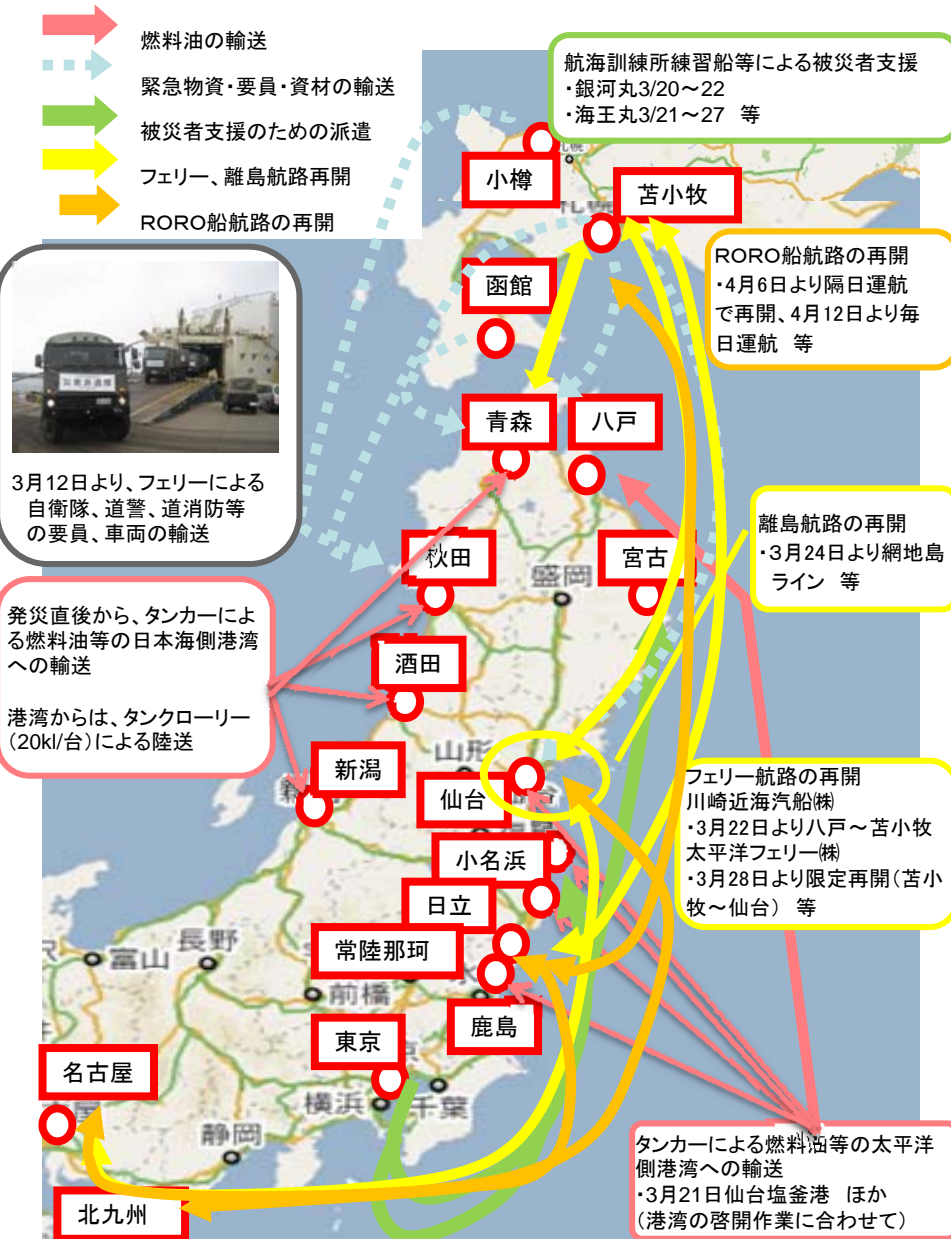 燃料油の輸送
緊急物資・要員・資材の輸送
被災者支援のための派遣
フェリー、離島航路再開
RORO船航路の再開
航海訓練所練習船等による被災者支援
・銀河丸3/20～22
・海王丸3/21～27 等
小樽
苫小牧
函館
RORO船航路の再開
・4月6日より隔日運航
で再開、4月12日より毎
日運航 等
災害派遣
3月12日より、フェリーによる
自衛隊、道警、道消防等
の要員、車両の輸送
青森
八戸
離島航路の再開
・3月24日より網地島
ライン 等
秋田
盛岡
宮古
発災直後から、タンカーによ
る燃料油等の日本海側港湾
への輸送
港湾からは、タンクローリー
(20kl/台)による陸送
酒田
山形
新潟
仙台
フェリー航路の再開
川崎近海汽船㈱
・3月22日より八戸～苫小牧
太平洋フェリー㈱
・3月28日より限定再開(苫小
牧～仙台) 等
小名浜
日立
常陸那珂
富山
長野
前橋
水
鹿島
東京
横浜
千葉
名古屋
静岡
北九州
タンカーによる燃料油等の太平洋
側港湾への輸送
・3月21日仙台塩釜港 ほか
(港湾の啓開作業に合わせて)